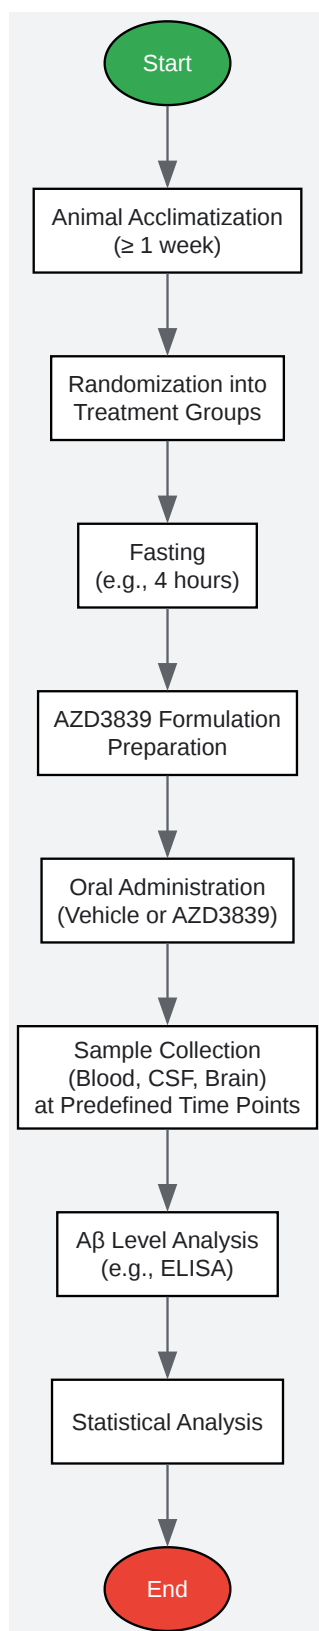 Start
Animal Acclimatization
(≥ 1 week)
Randomization into
Treatment Groups
Fasting
(e.g., 4 hours)
AZD3839 Formulation
Preparation
Oral Administration
(Vehicle or AZD3839)
Sample Collection
(Blood, CSF, Brain)
at Predefined Time Points
Aβ Level Analysis
(e.g., ELISA)
Statistical Analysis
End